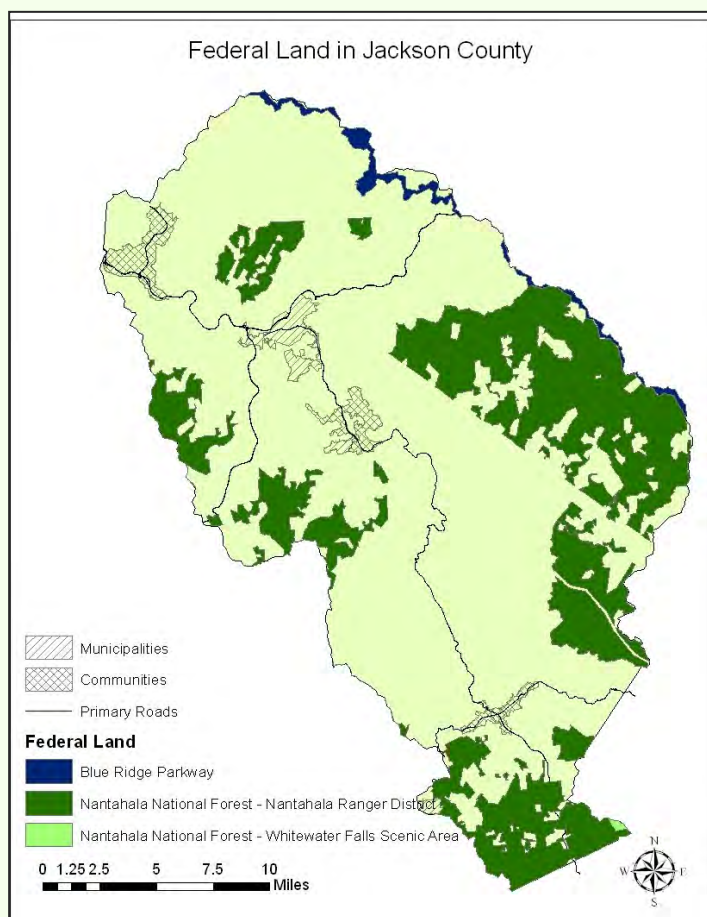 Federal Land in Jackson County
Municipalities
Communities
Primary Roads
Federal Land
Blue Ridge Parkway
Nantahala National Forest - Nantahala Ranger District
Nantahala National Forest - Whitewater Falls Scenic Area
0 1.25 2.5 5 7.5 10
Miles
N
W E
S